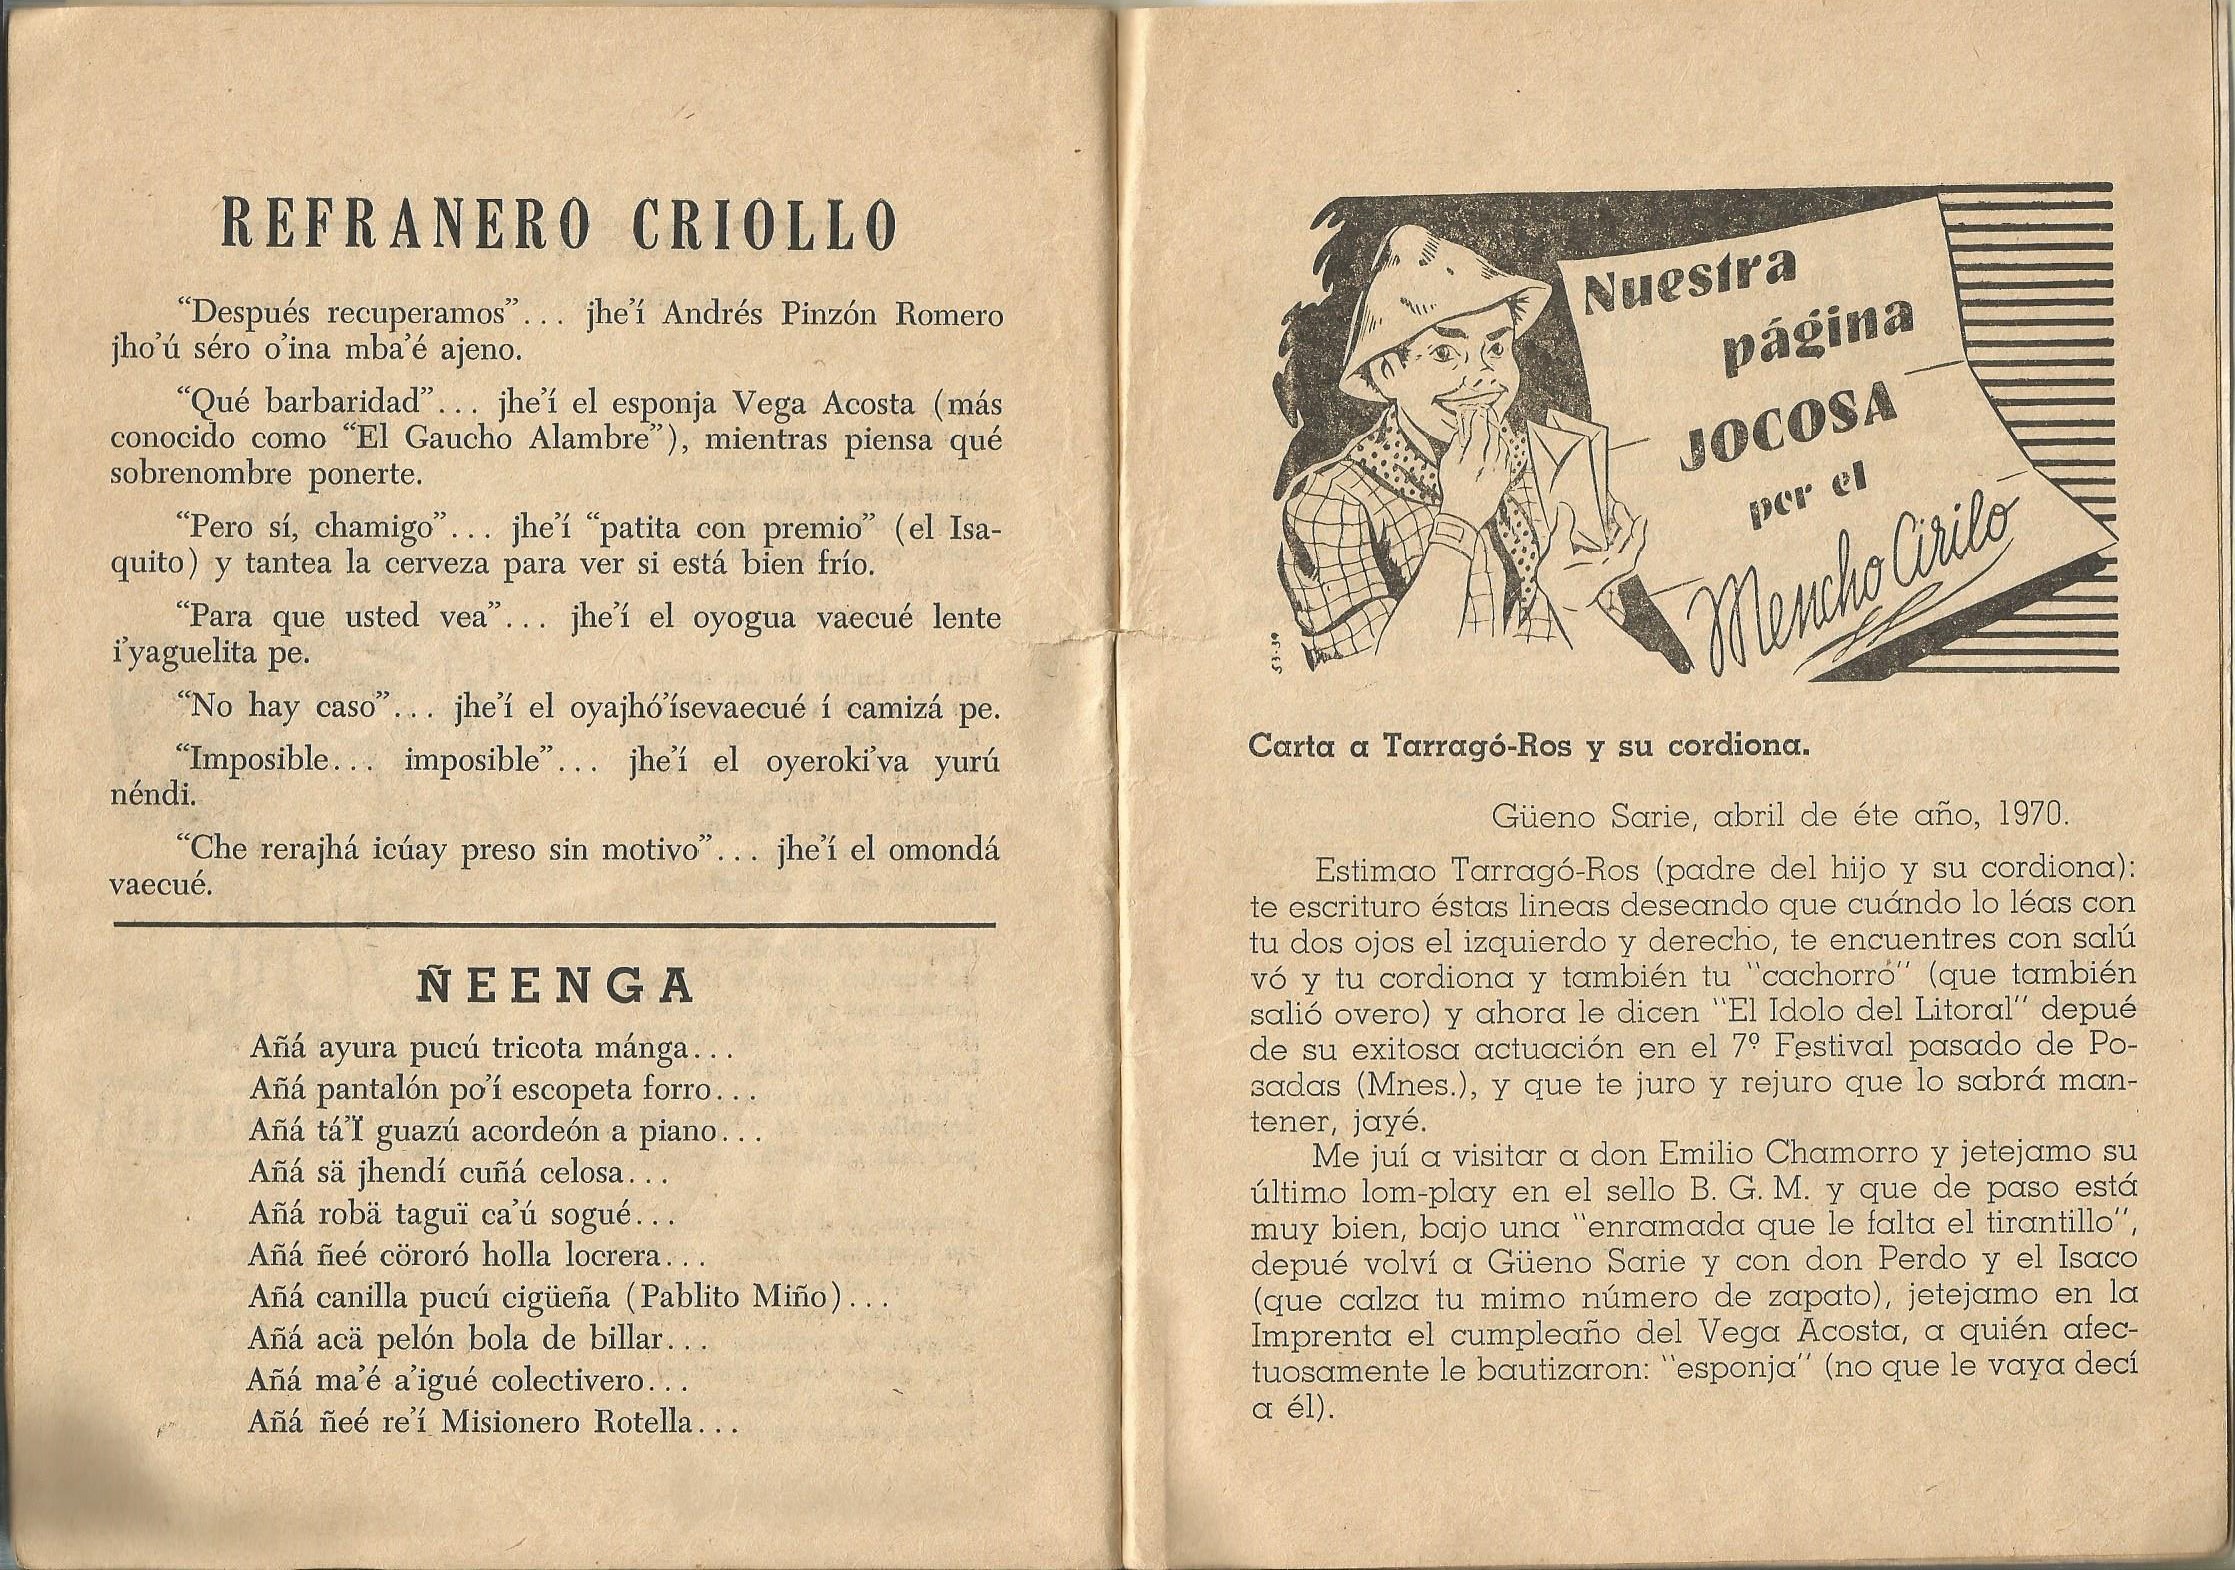 REFRANERO CRIOLLO
“Después recuperamos”... jhe’í Andrés Pinzón Romero
jho’ú séro o’ina mba’é ajeno.
“Qué barbaridad”... jhe’í el esponja Vega Acosta (más
conocido como “El Gaucho Alambre”), mientras piensa qué
sobrenombre ponerte.
“Pero sí, chamigo”... jhe’í “patita con premio” (el Isa-
quito) y tantea la cerveza para ver si está bien frío.
“Para que usted vea”... jhe’í el oyogua vaecué lente
i’yaguelita pe.
“No hay caso”... jhe’í el oyajhó’ísevaecué í camizá pe.
“Imposible... imposible”... jhe’í el oyeroki’va yurú
néndi.
“Che rerajhá icúay preso sin motivo”... jhe’í el omondá
vaecué.
ÑEENGA
Añá ayura pucú tricota mánga...
Añá pantalón po’í escopeta forro...
Añá tá’Ï guazú acordeón a piano...
Añá sä jhendí cuñá celosa...
Añá robä taguï ca’ú sogué...
Añá ñeé cöroró holla locrera...
Añá canilla pucú cigüeña (Pablito Miño)...
Añá acä pelón bola de billar...
Añá ma’é a’igué colectivero...
Añá ñeé re’í Misionero Rotella...
Nuestra
página
JOCOSA
por el
Mencho Cirilo
53-39
Carta a Tarragó-Ros y su cordiona.
Güeno Sarie, abril de éte año, 1970.
Estimao Tarragó-Ros (padre del hijo y su cordiona):
te escrituro éstas lineas deseando que cuándo lo léas con
tu dos ojos el izquierdo y derecho, te encuentres con salú
vó y tu cordiona y también tu “cachorró” (que también
salió overo) y ahora le dicen “El Idolo del Litoral” depué
de su exitosa actuación en el 7º Festival pasado de Po-
sadas (Mnes.), y que te juro y rejuro que lo sabrá man-
tener, jayé.
Me juí a visitar a don Emilio Chamorro y jetejamo su
último lom-play en el sello B. G. M. y que de paso está
muy bien, bajo una “enramada que le falta el tirantillo”,
depué volví a Güeno Sarie y con don Perdo y el Isaco
(que calza tu mimo número de zapato), jetejamo en la
Imprenta el cumpleaño del Vega Acosta, a quién afec-
tuosamente le bautizaron: “esponja” (no que le vaya decí
a él).